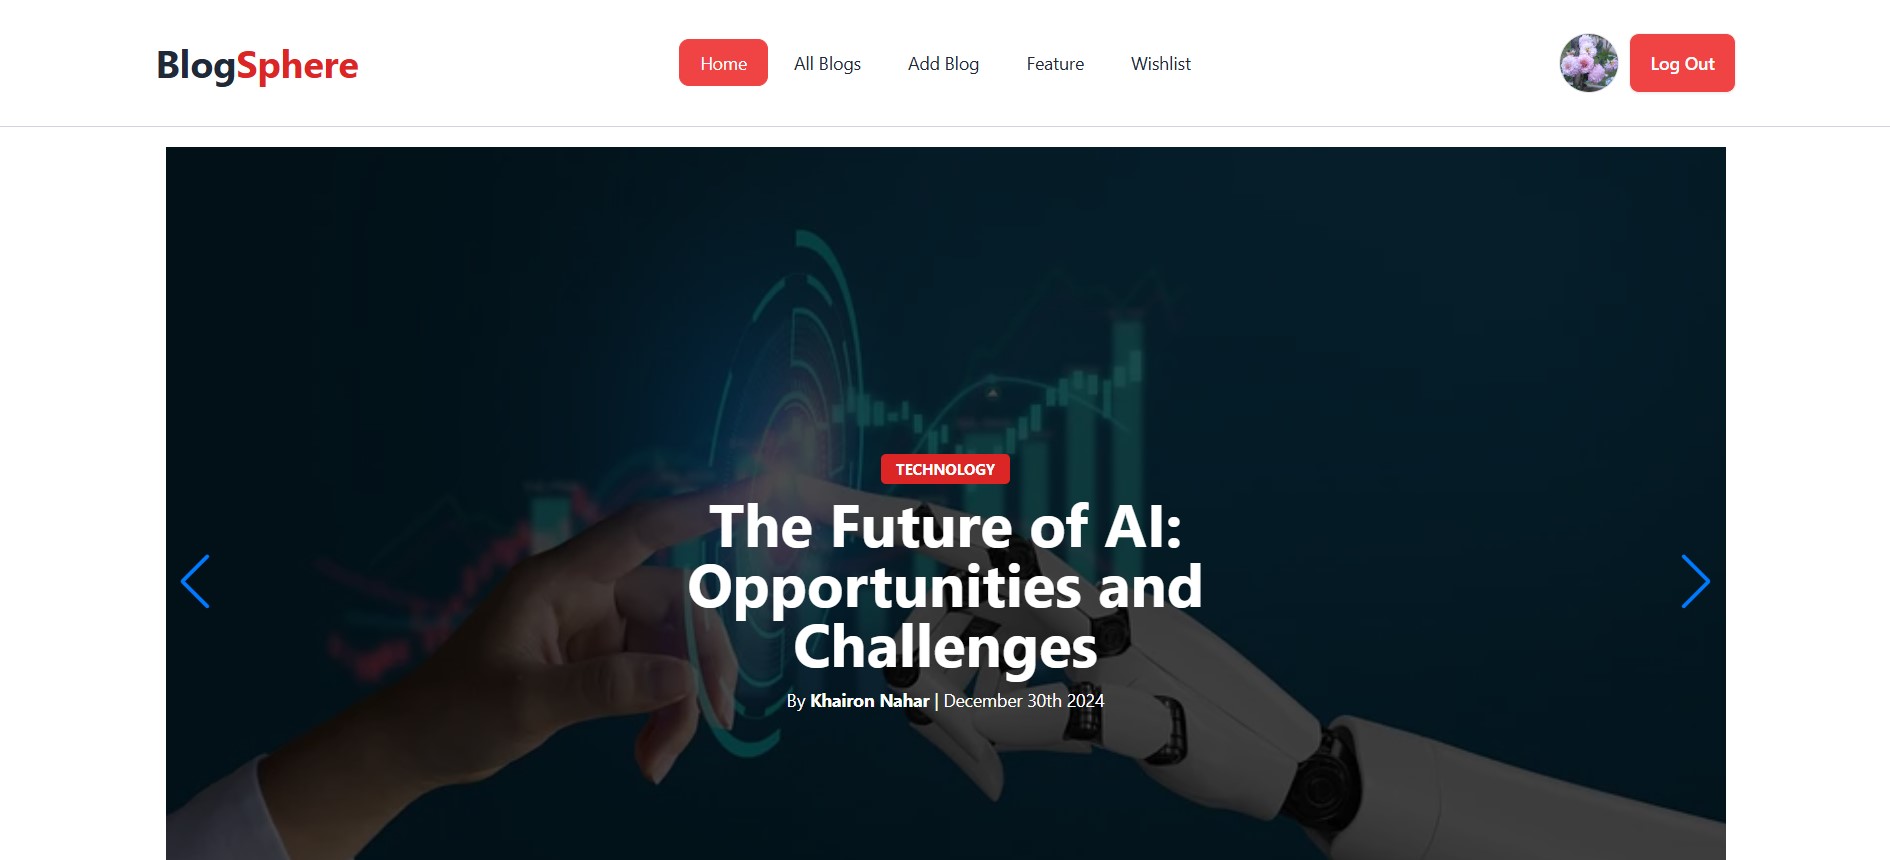 BlogSphere
Home
All Blogs
Add Blog
Feature
Wishlist
Log Out
TECHNOLOGY
The Future of AI:
Opportunities and
Challenges
By Khairon Nahar | December 30th 2024